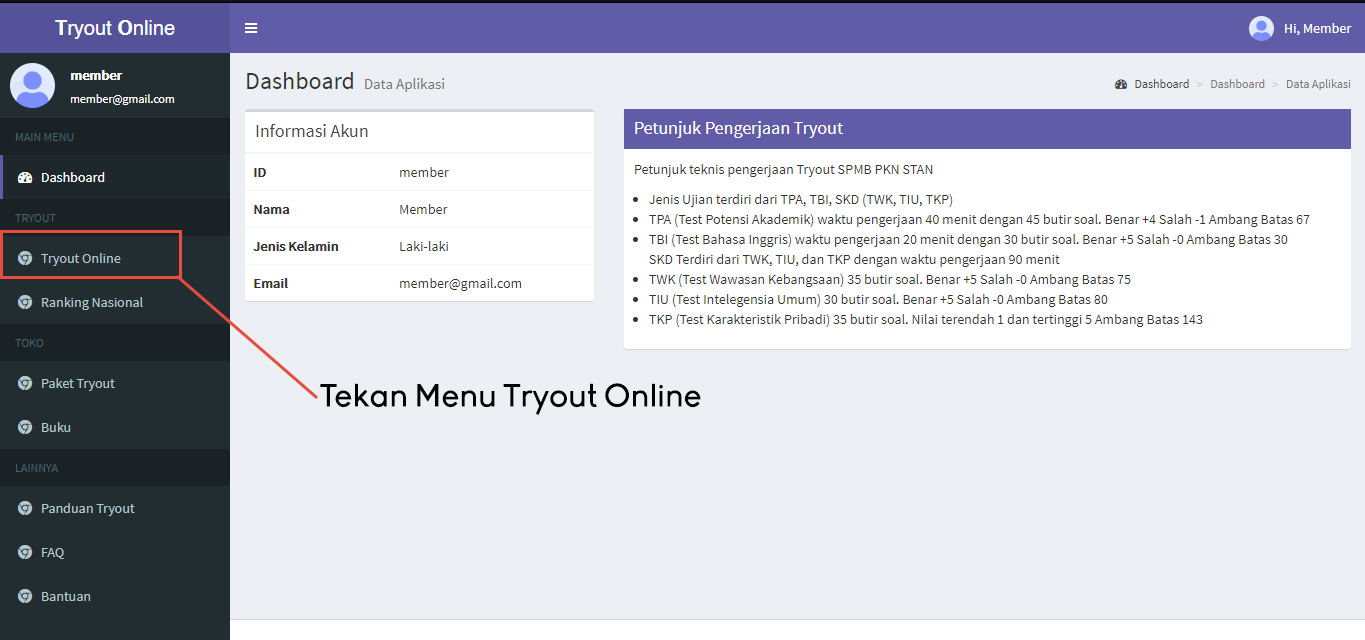 Tryout Online
Hi, Member
member
member@gmail.com
MAIN MENU
Dashboard
TRYOUT
Tryout Online
Ranking Nasional
TOKO
Paket Tryout
Buku
LAINNYA
Panduan Tryout
FAQ
Bantuan
Dashboard Data Aplikasi
Dashboard > Dashboard > Data Aplikasi
Informasi Akun
ID member
Nama Member
Jenis Kelamin Laki-laki
Email member@gmail.com
Petunjuk Pengerjaan Tryout
Petunjuk teknis pengerjaan Tryout SPMB PKN STAN
Jenis Ujian terdiri dari TPA, TBI, SKD (TWK, TIU, TKP)
TPA (Test Potensi Akademik) waktu pengerjaan 40 menit dengan 45 butir soal. Benar +4 Salah -1 Ambang Batas 67
TBI (Test Bahasa Inggris) waktu pengerjaan 20 menit dengan 30 butir soal. Benar +5 Salah -0 Ambang Batas 30
SKD Terdiri dari TWK, TIU, dan TKP dengan waktu pengerjaan 90 menit
TWK (Test Wawasan Kebangsaan) 35 butir soal. Benar +5 Salah -0 Ambang Batas 75
TIU (Test Intelegensia Umum) 30 butir soal. Benar +5 Salah -0 Ambang Batas 80
TKP (Test Karakteristik Pribadi) 35 butir soal. Nilai terendah 1 dan tertinggi 5 Ambang Batas 143
Tekan Menu Tryout Online